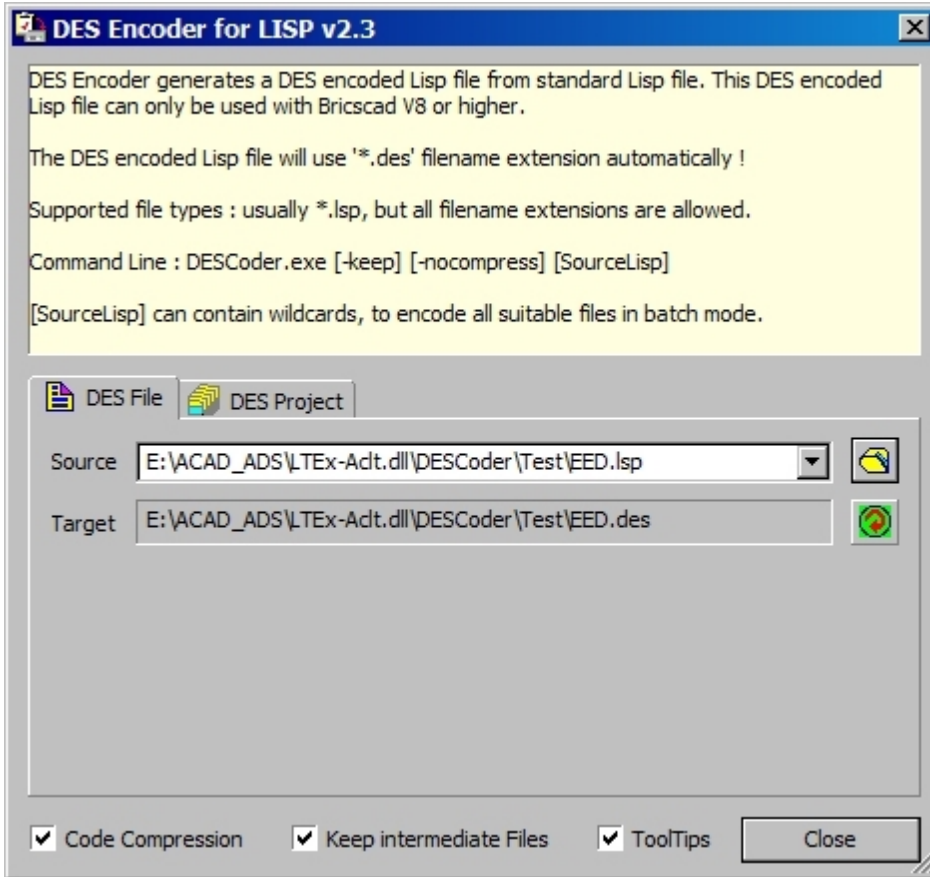 DES Encoder for LISP v2.3
DES Encoder generates a DES encoded Lisp file from standard Lisp file. This DES encoded
Lisp file can only be used with Bricscad V8 or higher.
The DES encoded Lisp file will use '*.des' filename extension automatically !
Supported file types : usually *.lsp, but all filename extensions are allowed.
Command Line : DESCoder.exe [-keep] [-nocompress] [SourceLisp]
[SourceLisp] can contain wildcards, to encode all suitable files in batch mode.
DES File DES Project
Source E:\ACAD_ADS\LTEx-Aclt.dll\DESCoder\Test\EED.lsp
Target E:\ACAD_ADS\LTEx-Aclt.dll\DESCoder\Test\EED.des
Code Compression Keep intermediate Files ToolTips Close